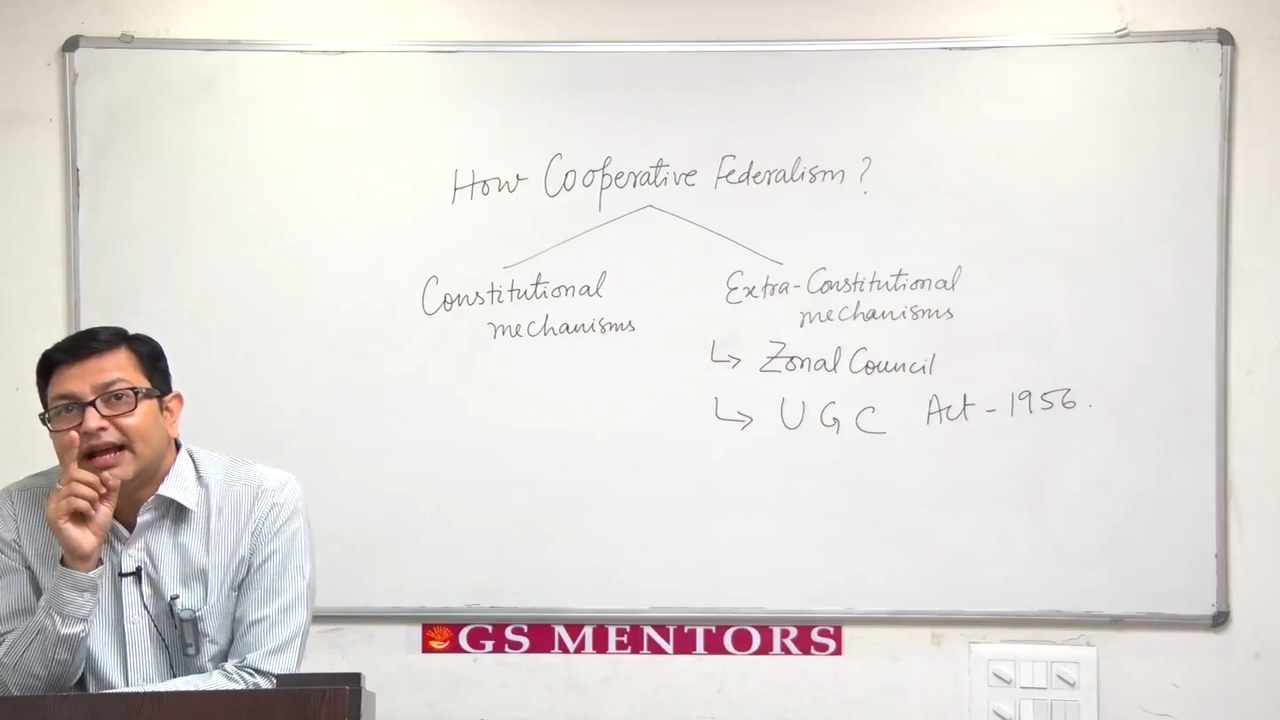 How Cooperative Federalism?
Constitutional
mechanisms
Extra-Constitutional
mechanisms
↳ Zonal Council
↳ UGC Act - 1956.
GS MENTORS